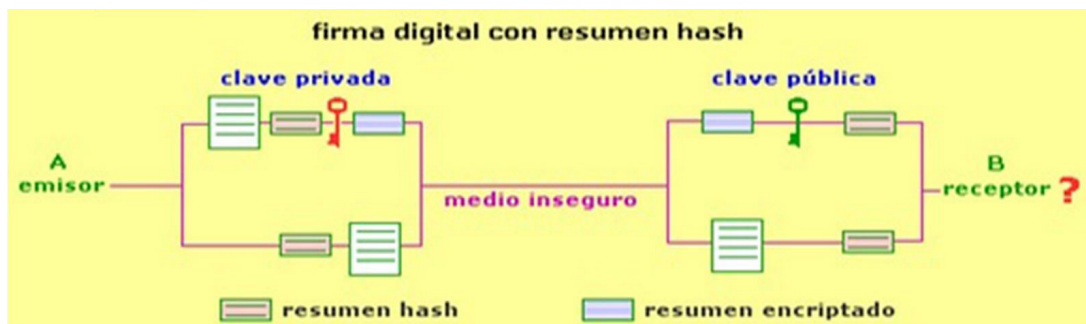 firma digital con resumen hash
clave privada
clave pública
A
emisor
medio inseguro
B
receptor ?
resumen hash
resumen encriptado